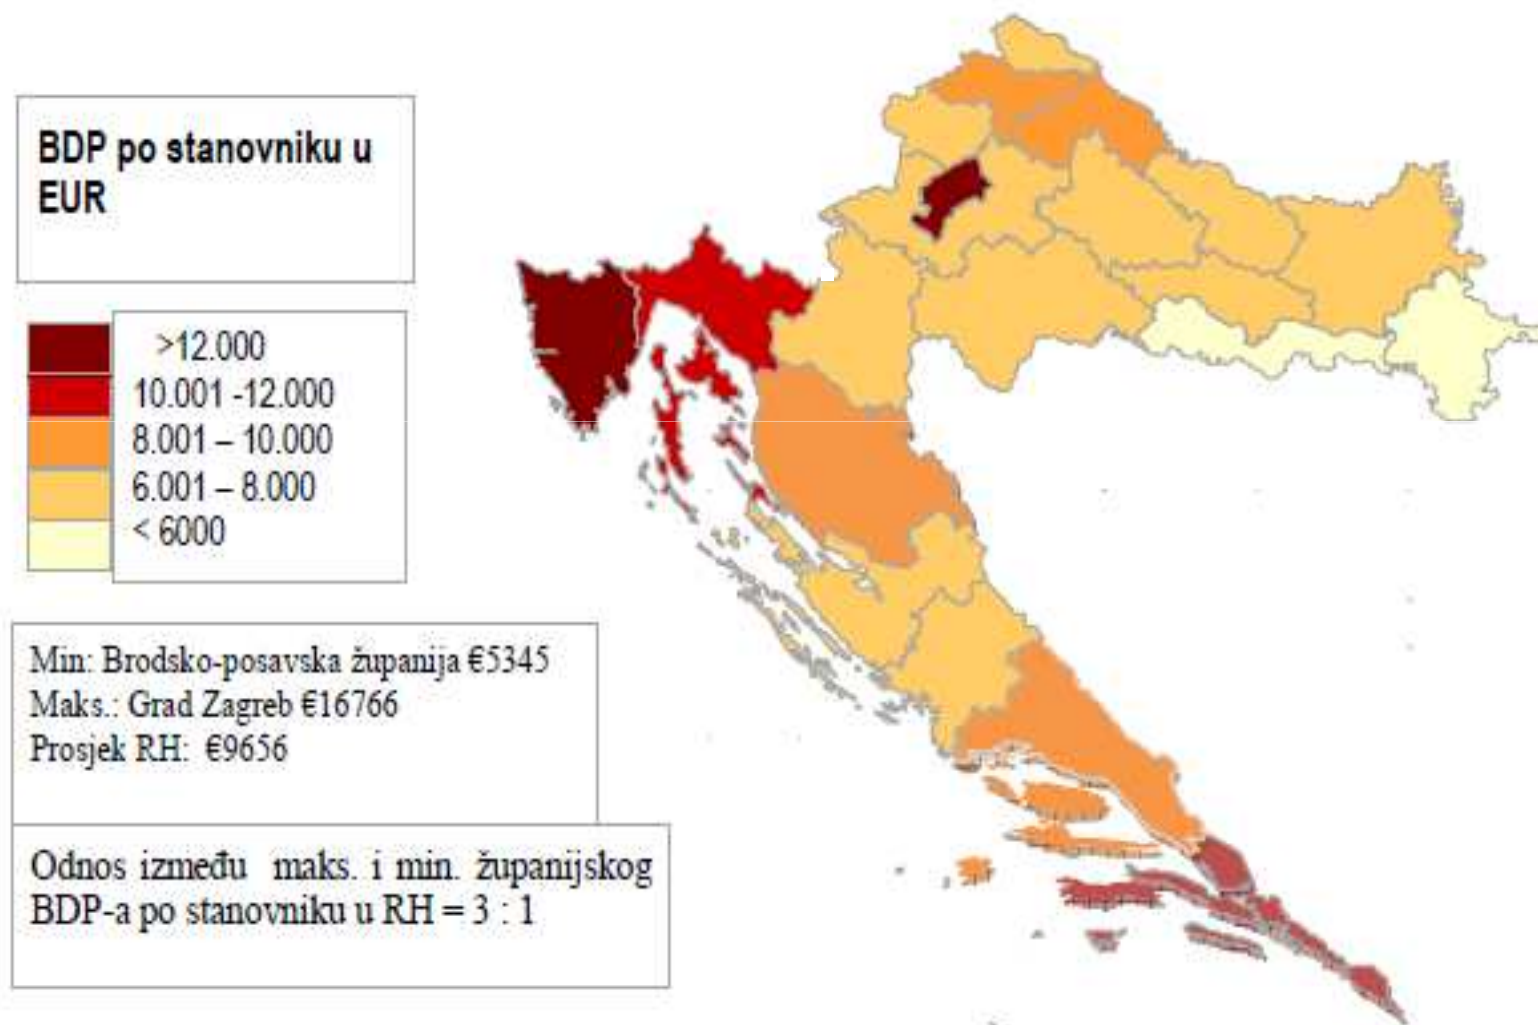 BDP po stanovniku u
EUR
>12.000
10.001 -12.000
8.001 – 10.000
6.001 – 8.000
< 6000
Min: Brodsko-posavska županija €5345
Maks.: Grad Zagreb €16766
Prosjek RH: €9656
Odnos između maks. i min. županijskog
BDP-a po stanovniku u RH = 3 : 1